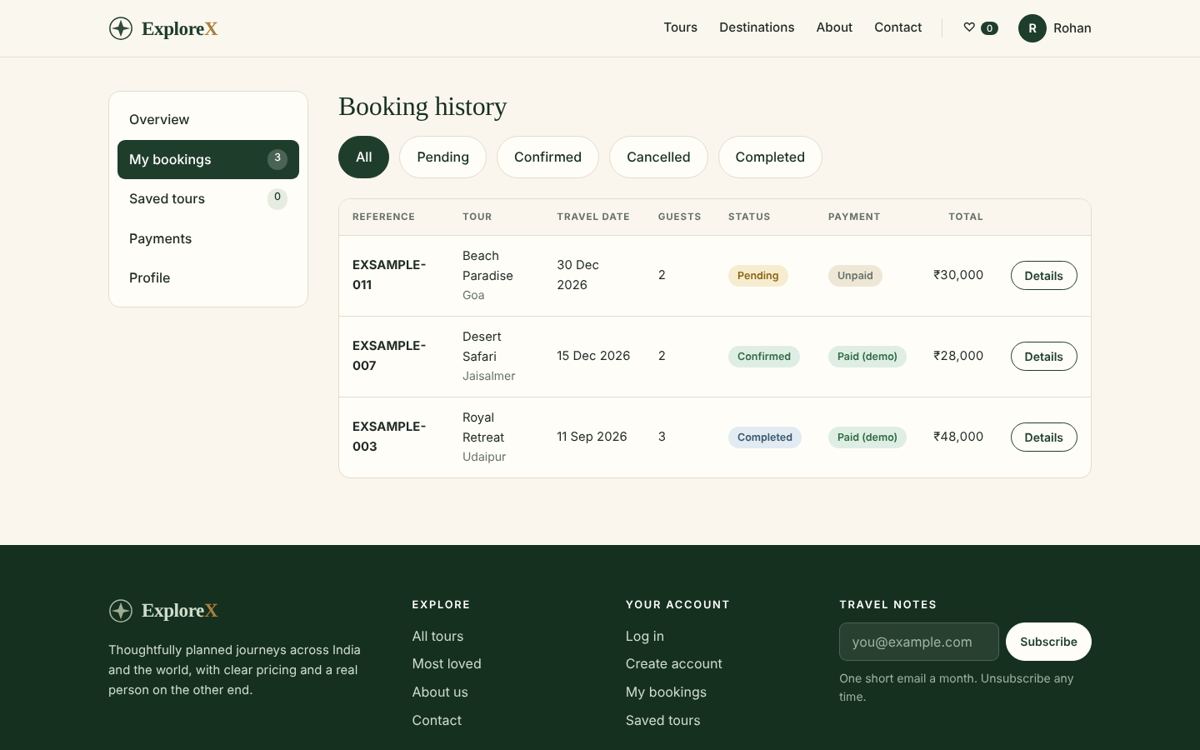 ExploreX
Tours Destinations About Contact 0 R Rohan
Overview
My bookings 3
Saved tours 0
Payments
Profile
Booking history
All Pending Confirmed Cancelled Completed
REFERENCE TOUR TRAVEL DATE GUESTS STATUS PAYMENT TOTAL
EXSAMPLE-
011
Beach
Paradise
Goa
30 Dec
2026
2
Pending
Unpaid
₹30,000
Details
EXSAMPLE-
007
Desert
Safari
Jaisalmer
15 Dec 2026
2
Confirmed
Paid (demo)
₹28,000
Details
EXSAMPLE-
003
Royal
Retreat
Udaipur
11 Sep 2026
3
Completed
Paid (demo)
₹48,000
Details
ExploreX
Thoughtfully planned journeys across India
and the world, with clear pricing and a real
person on the other end.
EXPLORE
All tours
Most loved
About us
Contact
YOUR ACCOUNT
Log in
Create account
My bookings
Saved tours
TRAVEL NOTES
you@example.com Subscribe
One short email a month. Unsubscribe any
time.